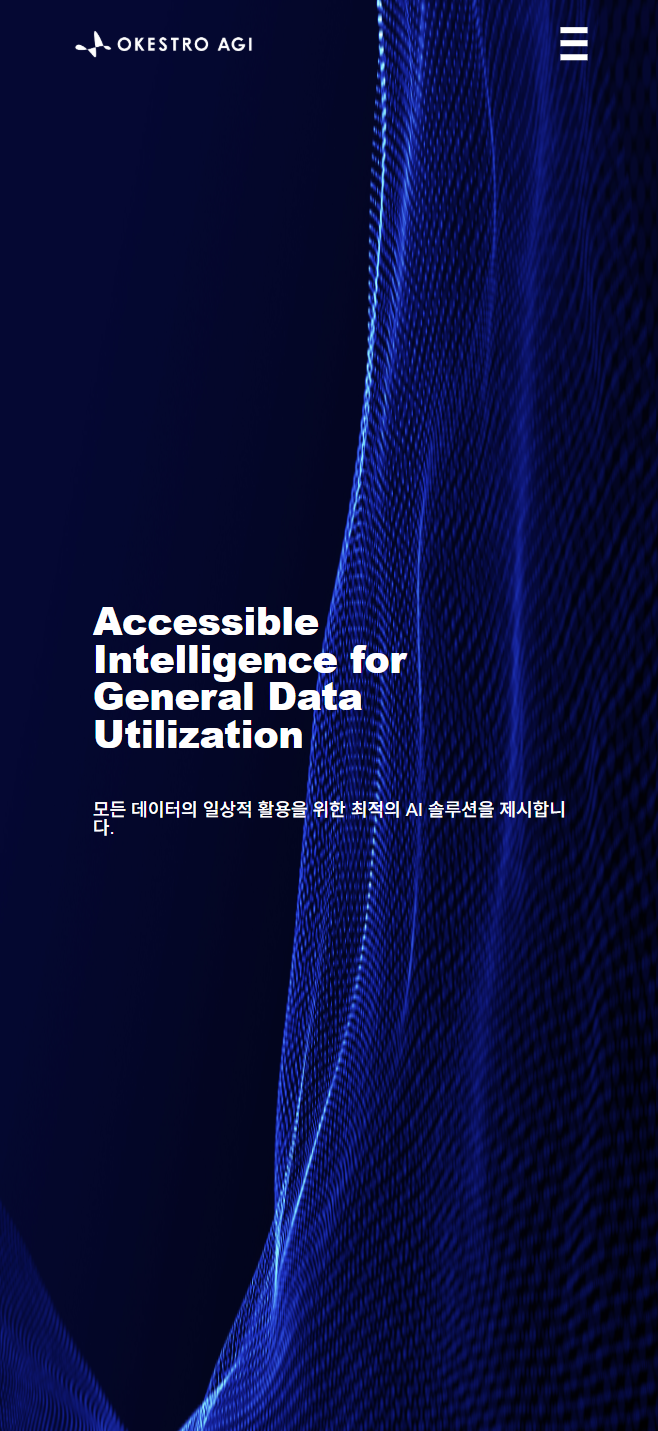 OKESTRO AGI
Accessible
Intelligence for
General Data
Utilization
모든 데이터의 일상적 활용을 위한 최적의 AI 솔루션을 제시합니
다.